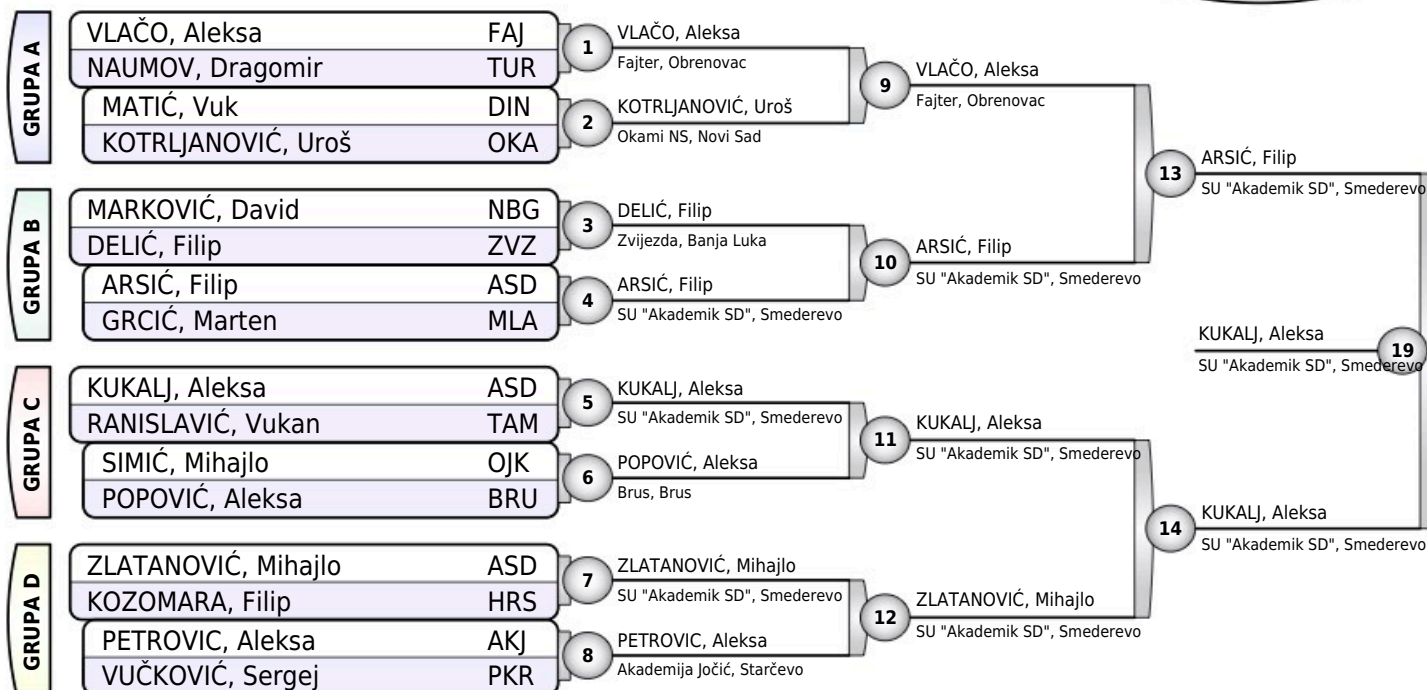 GRUPA A
VLAČO, Aleksa FAJ
NAUMOV, Dragomir TUR
MATIĆ, Vuk DIN
KOTRLJANOVIĆ, Uroš OKA
GRUPA B
MARKOVIĆ, David NBG
DELIĆ, Filip ZVZ
ARSIĆ, Filip ASD
GRCIĆ, Marten MLA
GRUPA C
KUKALJ, Aleksa ASD
RANISLAVIĆ, Vukan TAM
SIMIĆ, Mihajlo OJK
POPOVIĆ, Aleksa BRU
GRUPA D
ZLATANOVIĆ, Mihajlo ASD
KOZOMARA, Filip HRS
PETROVIC, Aleksa AKJ
VUČKOVIĆ, Sergej PKR
1 VLAČO, Aleksa
Fajter, Obrenovac
2 KOTRLJANOVIĆ, Uroš
Okami NS, Novi Sad
3 DELIĆ, Filip
Zvijezda, Banja Luka
4 ARSIĆ, Filip
SU "Akademik SD", Smederevo
5 KUKALJ, Aleksa
SU "Akademik SD", Smederevo
6 POPOVIĆ, Aleksa
Brus, Brus
7 ZLATANOVIĆ, Mihajlo
SU "Akademik SD", Smederevo
8 PETROVIC, Aleksa
Akademija Jočić, Starčevo
9 VLAČO, Aleksa
Fajter, Obrenovac
10 ARSIĆ, Filip
SU "Akademik SD", Smederevo
11 KUKALJ, Aleksa
SU "Akademik SD", Smederevo
12 ZLATANOVIĆ, Mihajlo
SU "Akademik SD", Smederevo
13 ARSIĆ, Filip
SU "Akademik SD", Smederevo
14 KUKALJ, Aleksa
SU "Akademik SD", Smederevo
KUKALJ, Aleksa 19
SU "Akademik SD", Smederevo